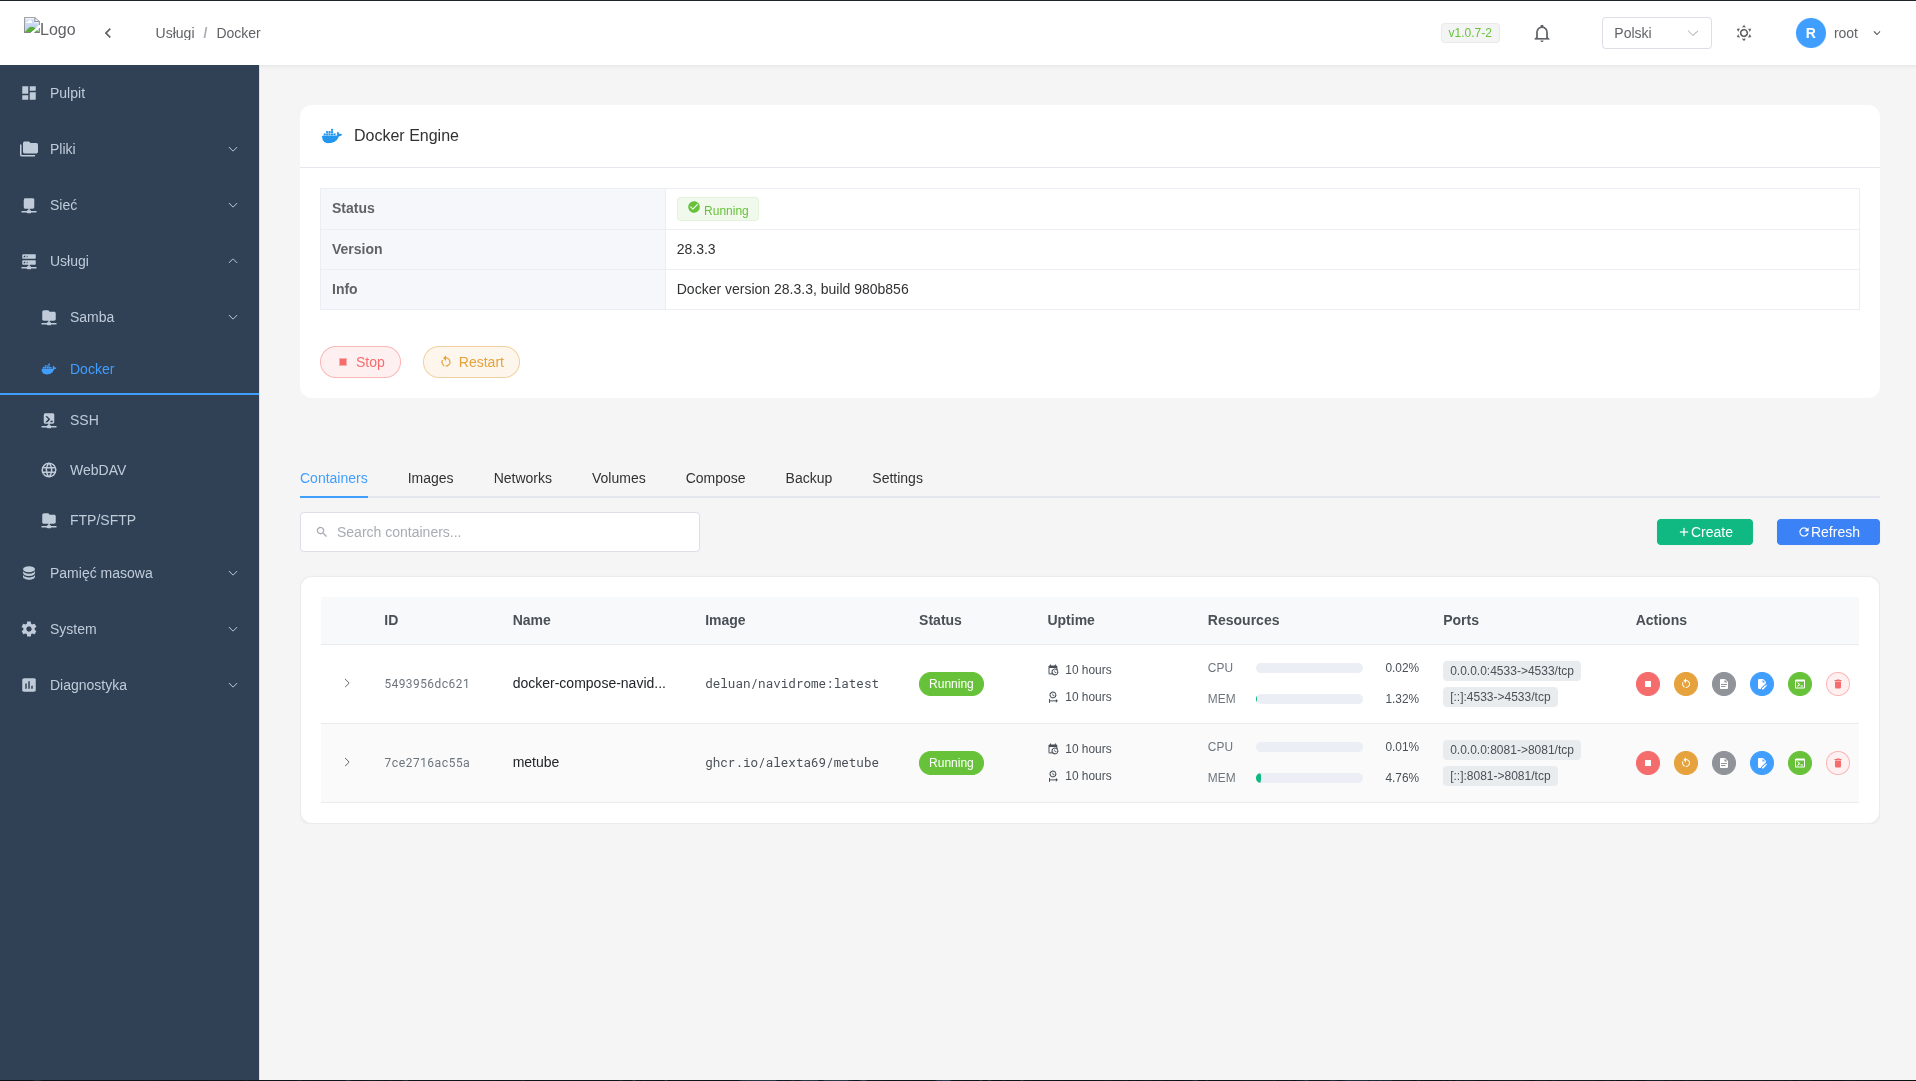 Logo
Usługi / Docker
v1.0.7-2
Polski
R root
Pulpit
Pliki
Sieć
Usługi
Samba
Docker
SSH
WebDAV
FTP/SFTP
Pamięć masowa
System
Diagnostyka
Docker Engine
Status Running
Version 28.3.3
Info Docker version 28.3.3, build 980b856
Stop Restart
Containers Images Networks Volumes Compose Backup Settings
Search containers...
+Create Refresh
ID Name Image Status Uptime Resources Ports Actions
5493956dc621 docker-compose-navid... deluan/navidrome:latest Running
10 hours
10 hours
CPU 0.02%
MEM 1.32%
0.0.0.0:4533->4533/tcp
[::]:4533->4533/tcp
7ce2716ac55a metube ghcr.io/alexta69/metube Running
10 hours
10 hours
CPU 0.01%
MEM 4.76%
0.0.0.0:8081->8081/tcp
[::]:8081->8081/tcp